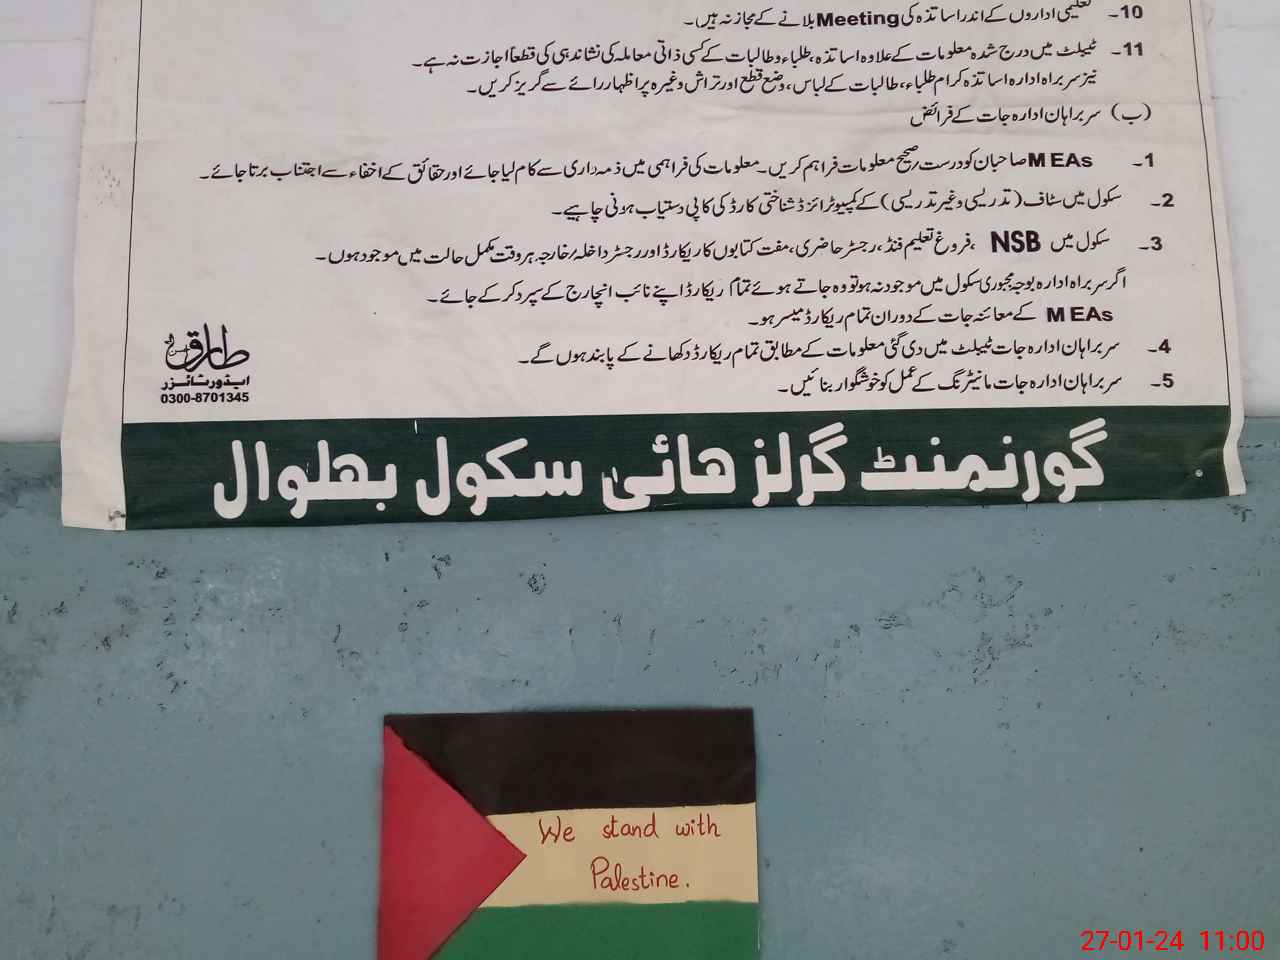 10۔ تعلیمی اداروں کے اندر اساتذہ کی Meeting بلانے کے مجاز نہ ہیں۔
11۔ ٹیبلٹ میں درج شدہ معلومات کے علاوہ اساتذہ، طلباء و طالبات کے کسی ذاتی معاملہ کی نشاندہی کی قطعاً اجازت نہ ہے۔
نیز سربراہ ادارہ اساتذہ کرام طلباء، طالبات کے لباس، وضع قطع اور تراش وغیرہ پر اظہار رائے سے گریز کریں۔
(ب) سربراہان ادارہ جات کے فرائض
1۔ MEAs صاحبان کو درست رصحیح معلومات فراہم کریں۔ معلومات کی فراہمی میں ذمہ داری سے کام لیا جائے اور حقائق کے اخفاء سے اجتناب برتا جائے۔
2۔ سکول میں سٹاف (تدریسی و غیر تدریسی) کے کمپیوٹرائزڈ شناختی کارڈ کی کاپی دستیاب ہونی چاہیے۔
3۔ سکول میں NSB ،فروغ تعلیم فنڈ، رجسٹر حاضری، مفت کتابوں کا ریکارڈ اور رجسٹر داخلہ رخارجہ ہر وقت مکمل حالت میں موجود ہوں۔
اگر سربراہ ادارہ بوجہ مجبوری سکول میں موجود نہ ہو تو وہ جاتے ہوئے تمام ریکارڈ اپنے نائب انچارج کے سپرد کر کے جائے۔
MEAs کے معائنہ جات کے دوران تمام ریکارڈ میسر ہو۔
4۔ سربراہان ادارہ جات ٹیبلٹ میں دی گئی معلومات کے مطابق تمام ریکارڈ دکھانے کے پابند ہوں گے۔
5۔ سربراہان ادارہ جات مانیٹرنگ کے عمل کو خوشگوار بنائیں۔
طارق
ایڈورٹائزر
0300-8701345
گورنمنٹ گرلز ھائی سکول بھلوال
We stand with
Palestine.
27-01-24 11:00